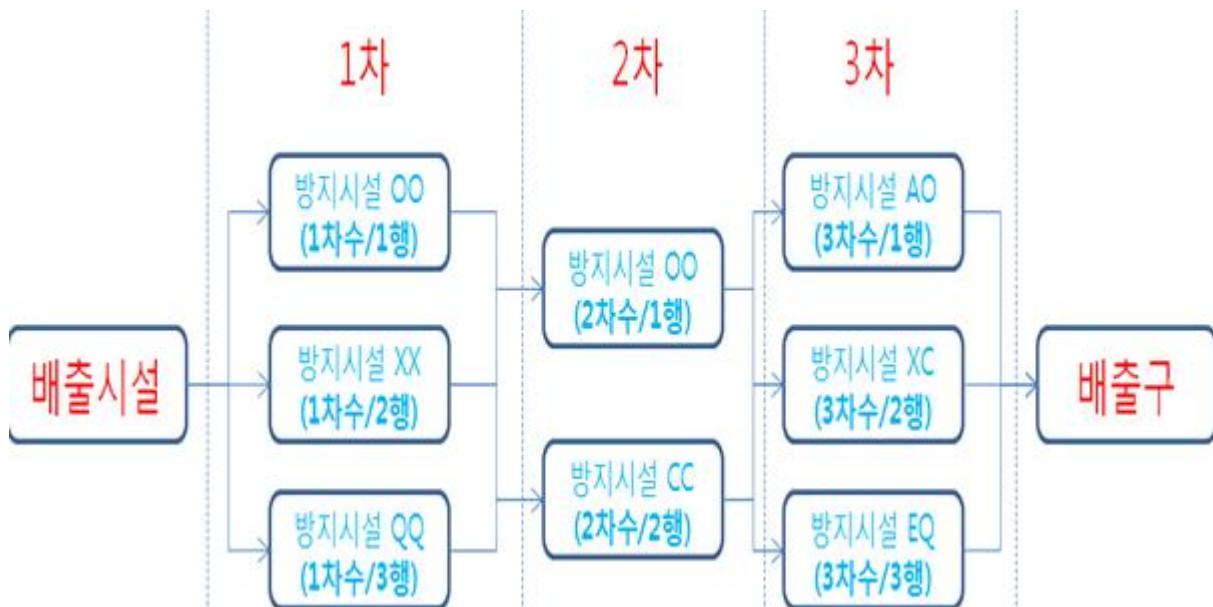 1차
2차
3차
방지시설 OO
(1차수/1행)
방지시설 XX
(1차수/2행)
방지시설 QQ
(1차수/3행)
방지시설 OO
(2차수/1행)
방지시설 CC
(2차수/2행)
방지시설 AO
(3차수/1행)
방지시설 XC
(3차수/2행)
방지시설 EQ
(3차수/3행)
배출시설
배출구